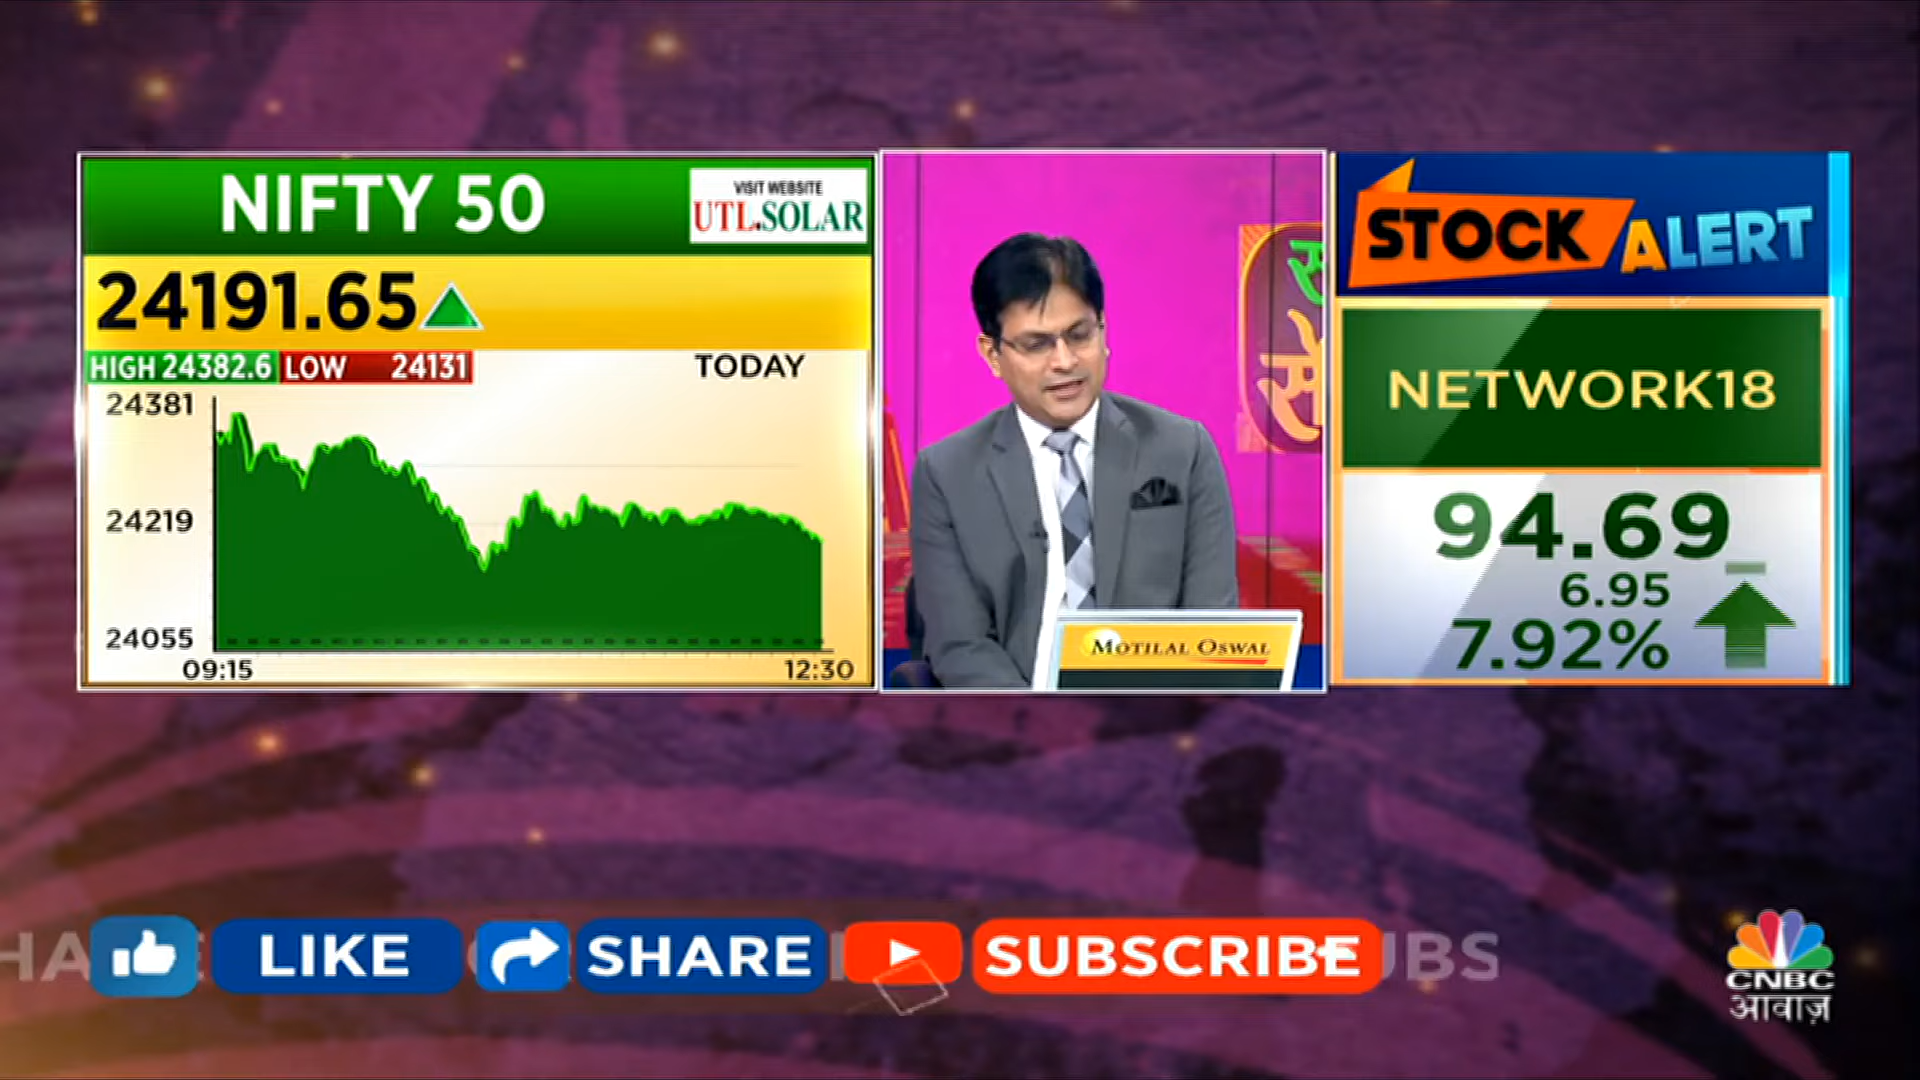 NIFTY 50
VISIT WEBSITE
UTL.SOLAR
24191.65
HIGH 24382.6 LOW 24131
TODAY
24381
24219
24055
09:15
12:30
MOTILAL OSWAL
STOCK ALERT
NETWORK18
94.69
6.95
7.92%
LIKE
SHARE
SUBSCRIBE
CNBC
आवाज़